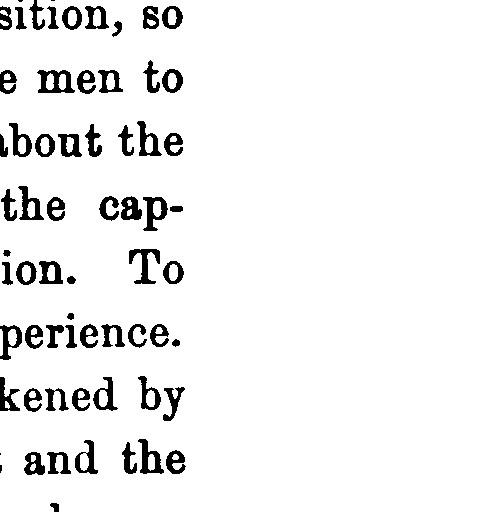 sition, so
e men to
about the
the cap-
ion. To
perience.
kened by
and the